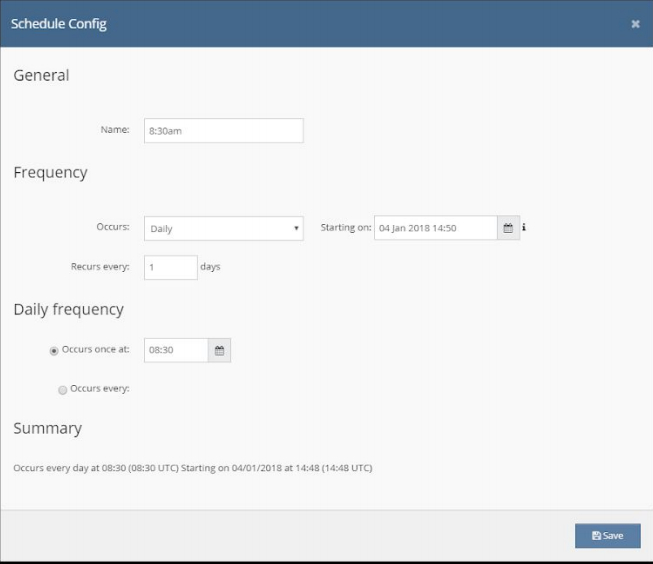 Schedule Config
General
Name: 8:30am
Frequency
Occurs: Daily Starting on: 04 Jan 2018 14:50
Recurs every: 1 days
Daily frequency
Occurs once at: 08:30
Occurs every:
Summary
Occurs every day at 08:30 (08:30 UTC) Starting on 04/01/2018 at 14:48 (14:48 UTC)
Save